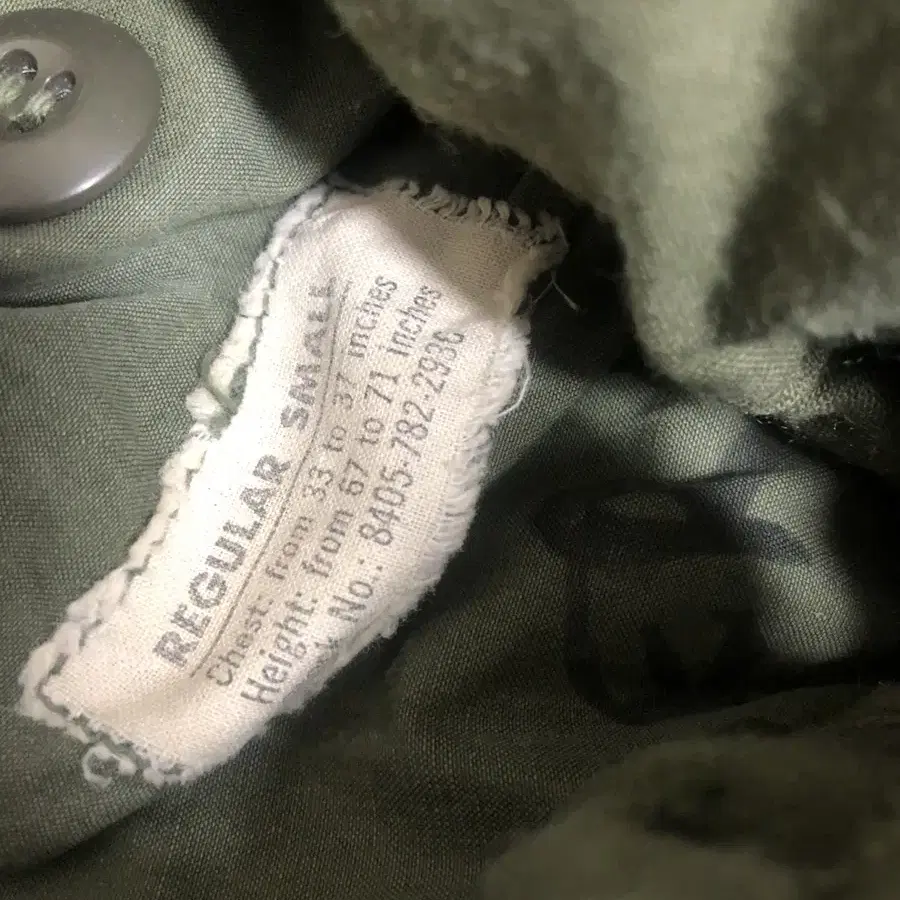 REGULAR SMALL
Chest: from 33 to 37 inches
Height: from 67 to 71 inches
No.: 8405-782-2936